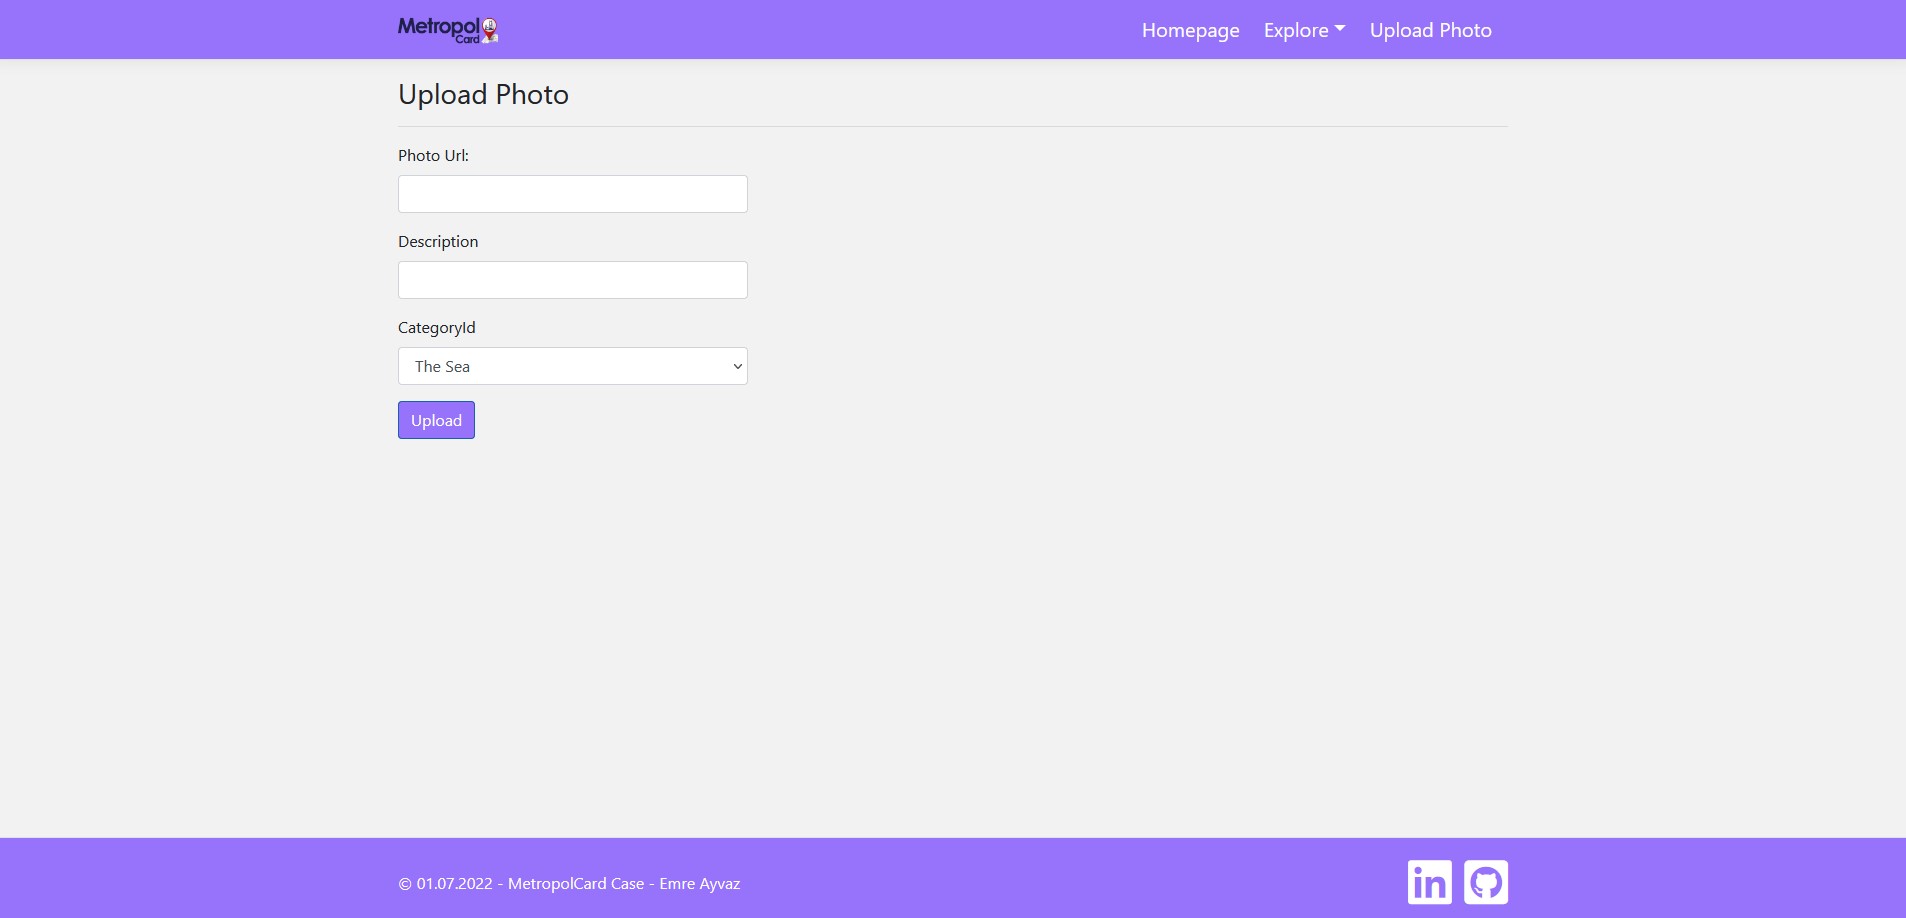 Metropol
Card
Homepage Explore Upload Photo
Upload Photo
Photo Url:
Description
CategoryId
The Sea
Upload
© 01.07.2022 - MetropolCard Case - Emre Ayvaz
in